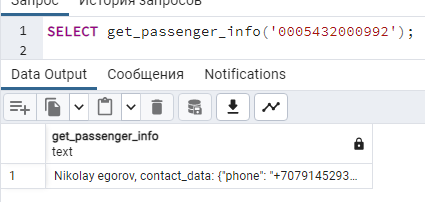 Запрос История запросов
1 SELECT get_passenger_info('0005432000992');
2
Data Output Сообщения Notifications
get_passenger_info
text
1 Nikolay egorov, contact_data: {"phone": "+7079145293...